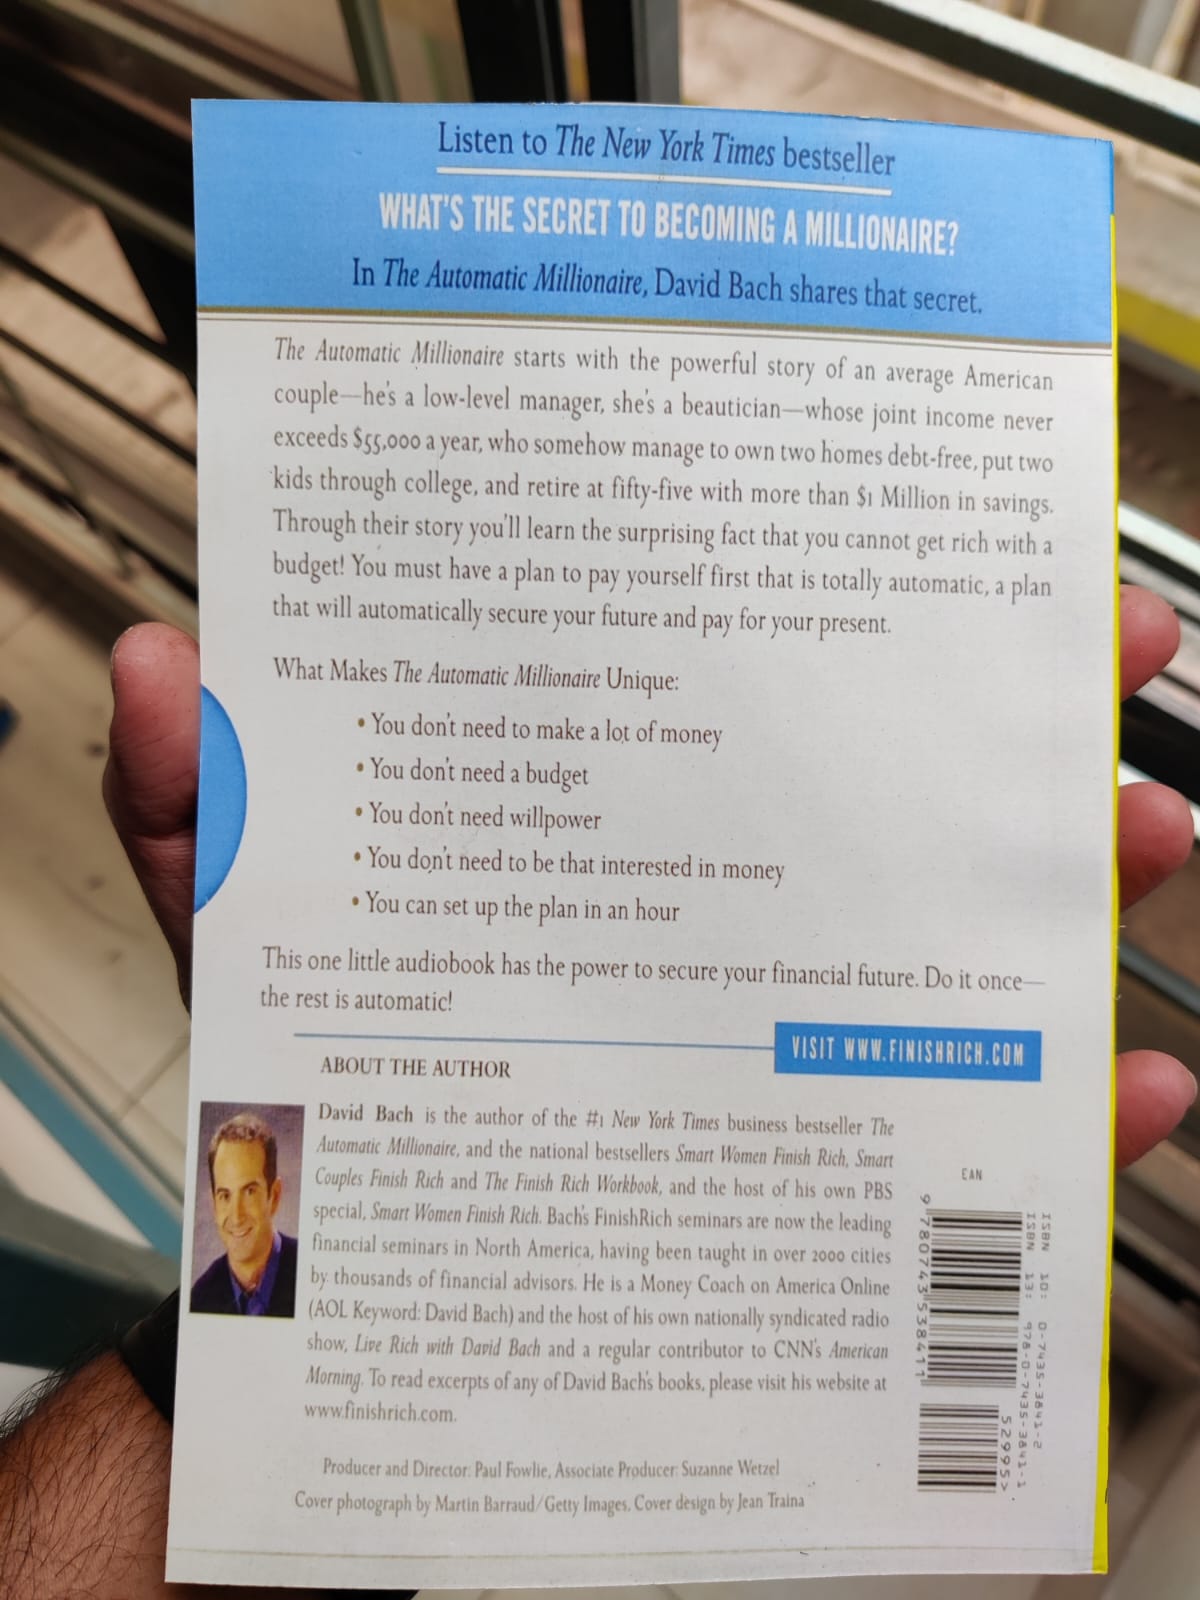 Listen to The New York Times bestseller
WHAT'S THE SECRET TO BECOMING A MILLIONAIRE?
In The Automatic Millionaire, David Bach shares that secret.
The Automatic Millionaire starts with the powerful story of an average American
couple—he's a low-level manager, she's a beautician—whose joint income never
exceeds $55,000 a year, who somehow manage to own two homes debt-free, put two
kids through college, and retire at fifty-five with more than $1 Million in savings.
Through their story you'll learn the surprising fact that you cannot get rich with a
budget! You must have a plan to pay yourself first that is totally automatic, a plan
that will automatically secure your future and pay for your present.
What Makes The Automatic Millionaire Unique:
• You don't need to make a lot of money
• You don't need a budget
• You don't need willpower
• You don't need to be that interested in money
• You can set up the plan in an hour
This one little audiobook has the power to secure your financial future. Do it once—
the rest is automatic!
VISIT WWW.FINISHRICH.COM
ABOUT THE AUTHOR
David Bach is the author of the #1 New York Times business bestseller The
Automatic Millionaire, and the national bestsellers Smart Women Finish Rich, Smart
Couples Finish Rich and The Finish Rich Workbook, and the host of his own PBS
special, Smart Women Finish Rich. Bach's FinishRich seminars are now the leading
financial seminars in North America, having been taught in over 2000 cities
by thousands of financial advisors. He is a Money Coach on America Online
(AOL Keyword: David Bach) and the host of his own nationally syndicated radio
show, Live Rich with David Bach and a regular contributor to CNN's American
Morning. To read excerpts of any of David Bach's books, please visit his website at
www.finishrich.com.
Producer and Director: Paul Fowlie, Associate Producer: Suzanne Wetzel
Cover photograph by Martin Barraud/Getty Images. Cover design by Jean Traina
EAN
9 780743 538411
52995>
ISBN 13: 978-0-7435-3841-1
ISBN 10: 0-7435-3841-2